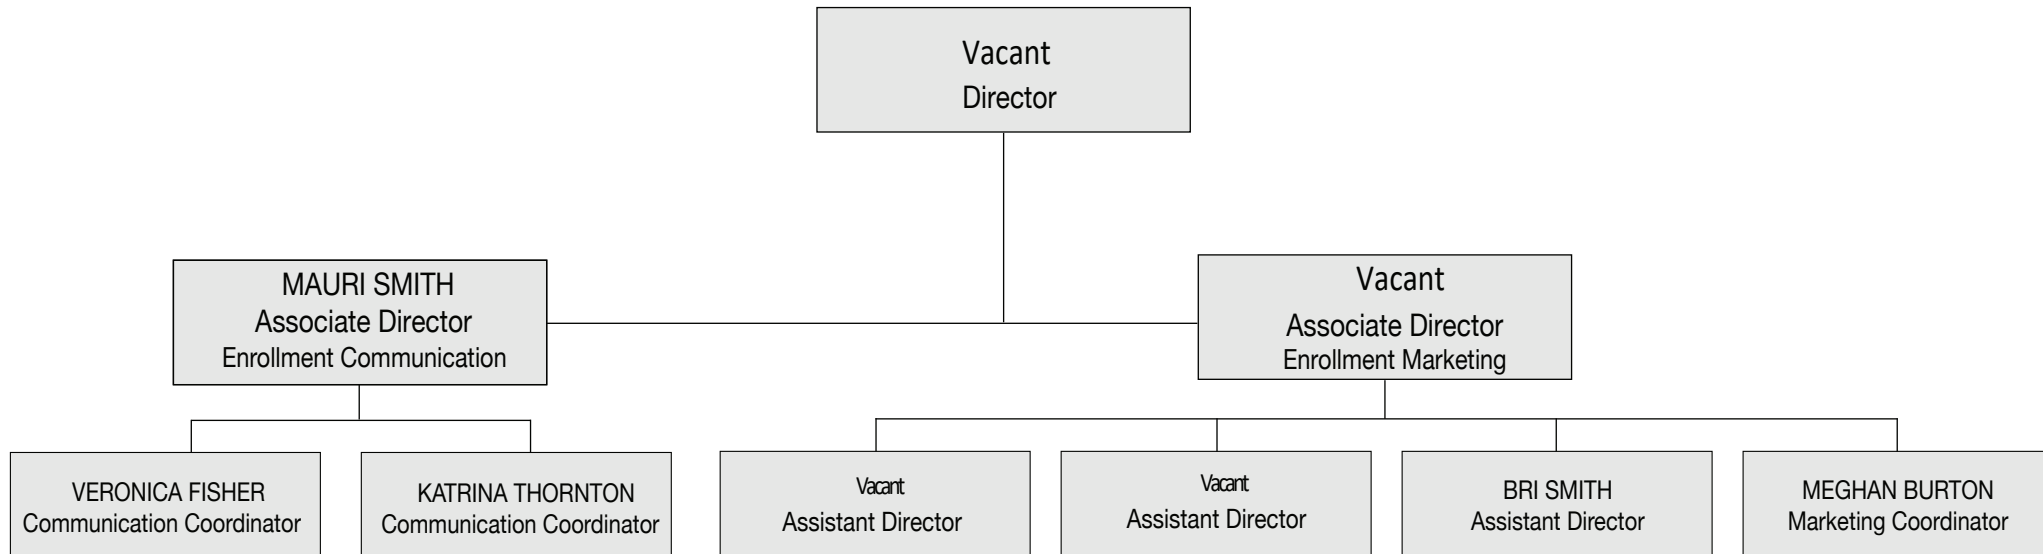 Vacant
Director
MAURI SMITH
Associate Director
Enrollment Communication
Vacant
Associate Director
Enrollment Marketing
VERONICA FISHER
Communication Coordinator
KATRINA THORNTON
Communication Coordinator
Vacant
Assistant Director
Vacant
Assistant Director
BRI SMITH
Assistant Director
MEGHAN BURTON
Marketing Coordinator